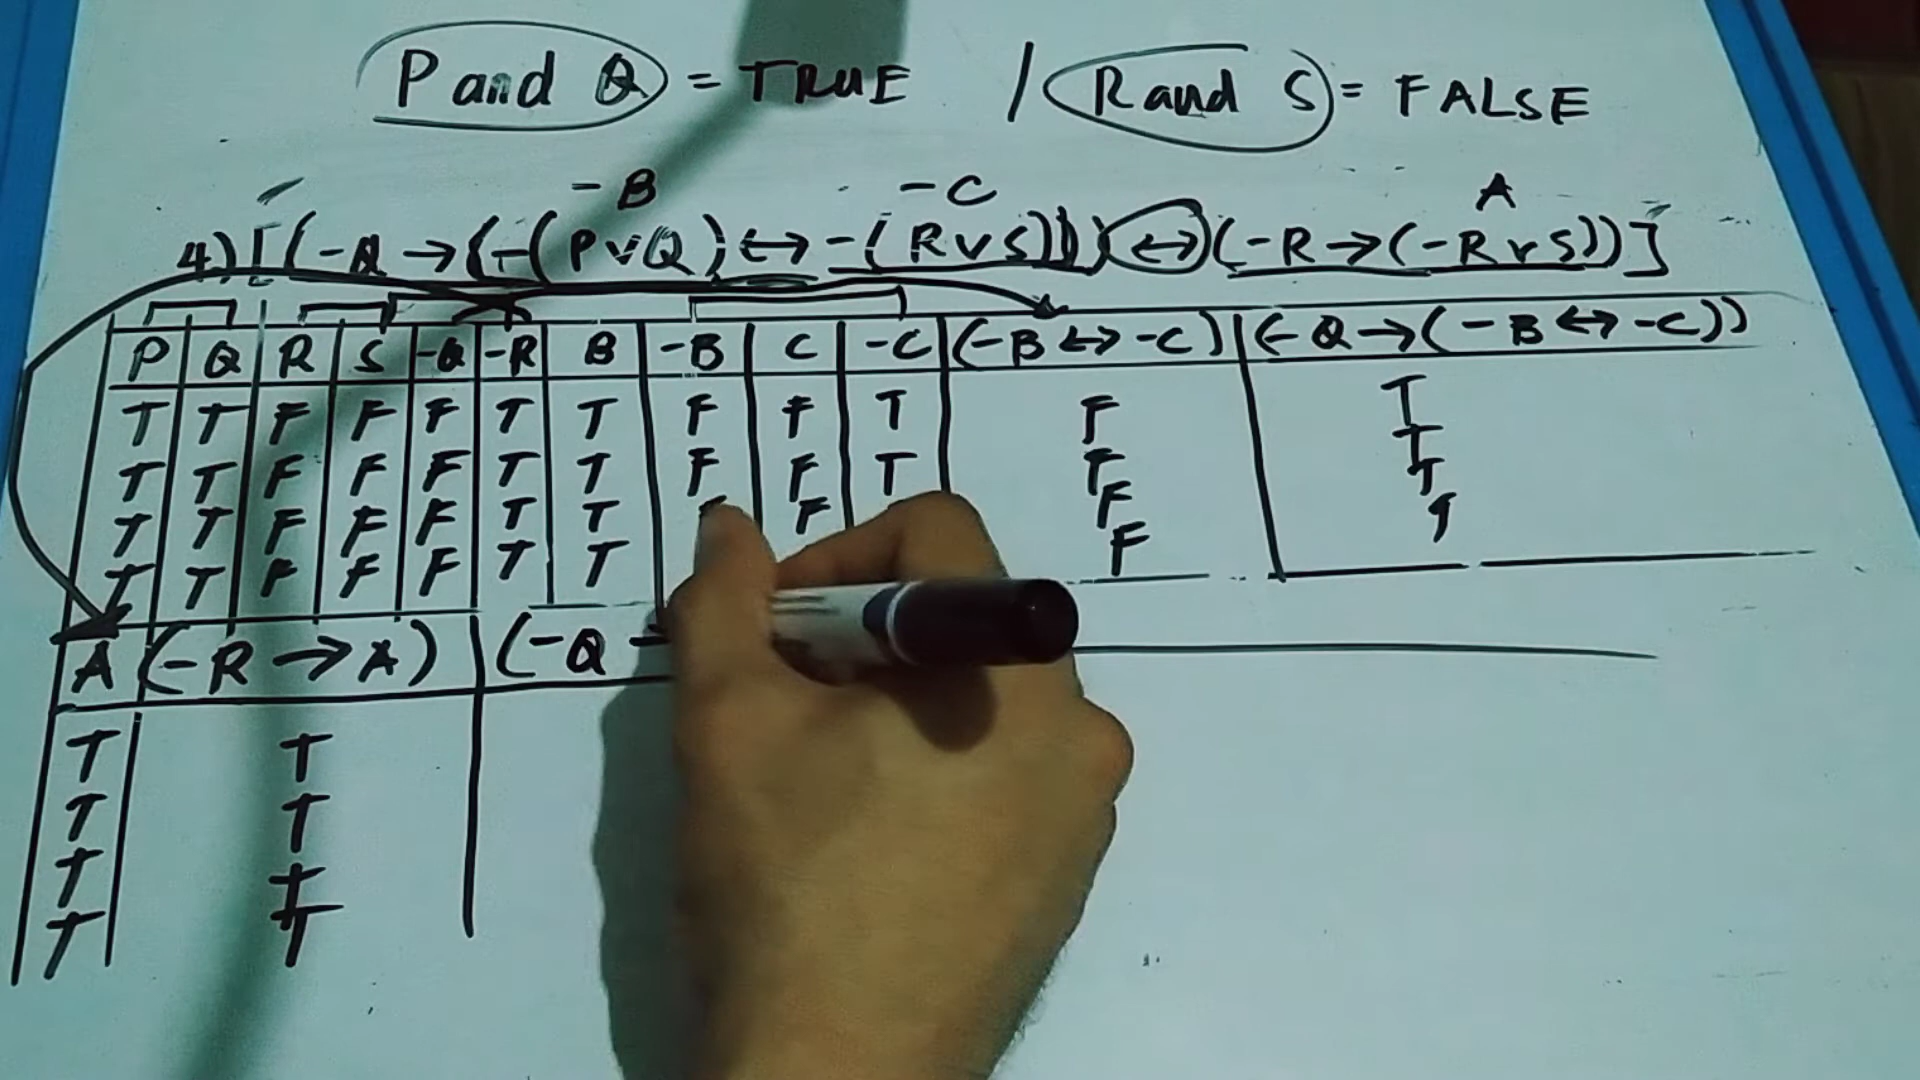 P and Q = TRUE / R and S = FALSE
-B -C A
4) [(-Q → (-(P∨Q) ↔ -(R∨S))) ↔ (-R → (-R∨S))]
P Q R S -Q -R B -B C -C (-B ↔ -C) (-Q → (-B ↔ -C))
T T F F F T T F F T F T
T T F F F T T F F T F T
T T F F F T T F F T
T T F F F T T F
A (-R → A) (-Q -
T T
T T
T T
T T